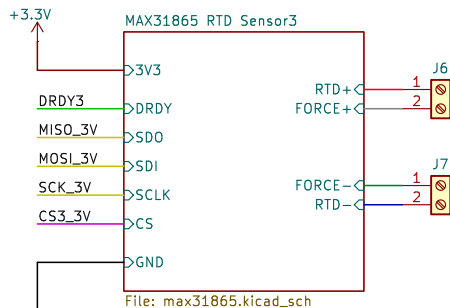 MAX31865 RTD Sensor3
+3.3V
3V3
J6
RTD+ 1
FORCE+ 2
DRDY3 DRDY
MISO_3V SDO
MOSI_3V SDI
J7
FORCE- 1
SCK_3V SCLK
RTD- 2
CS3_3V CS
GND
File: max31865.kicad_sch